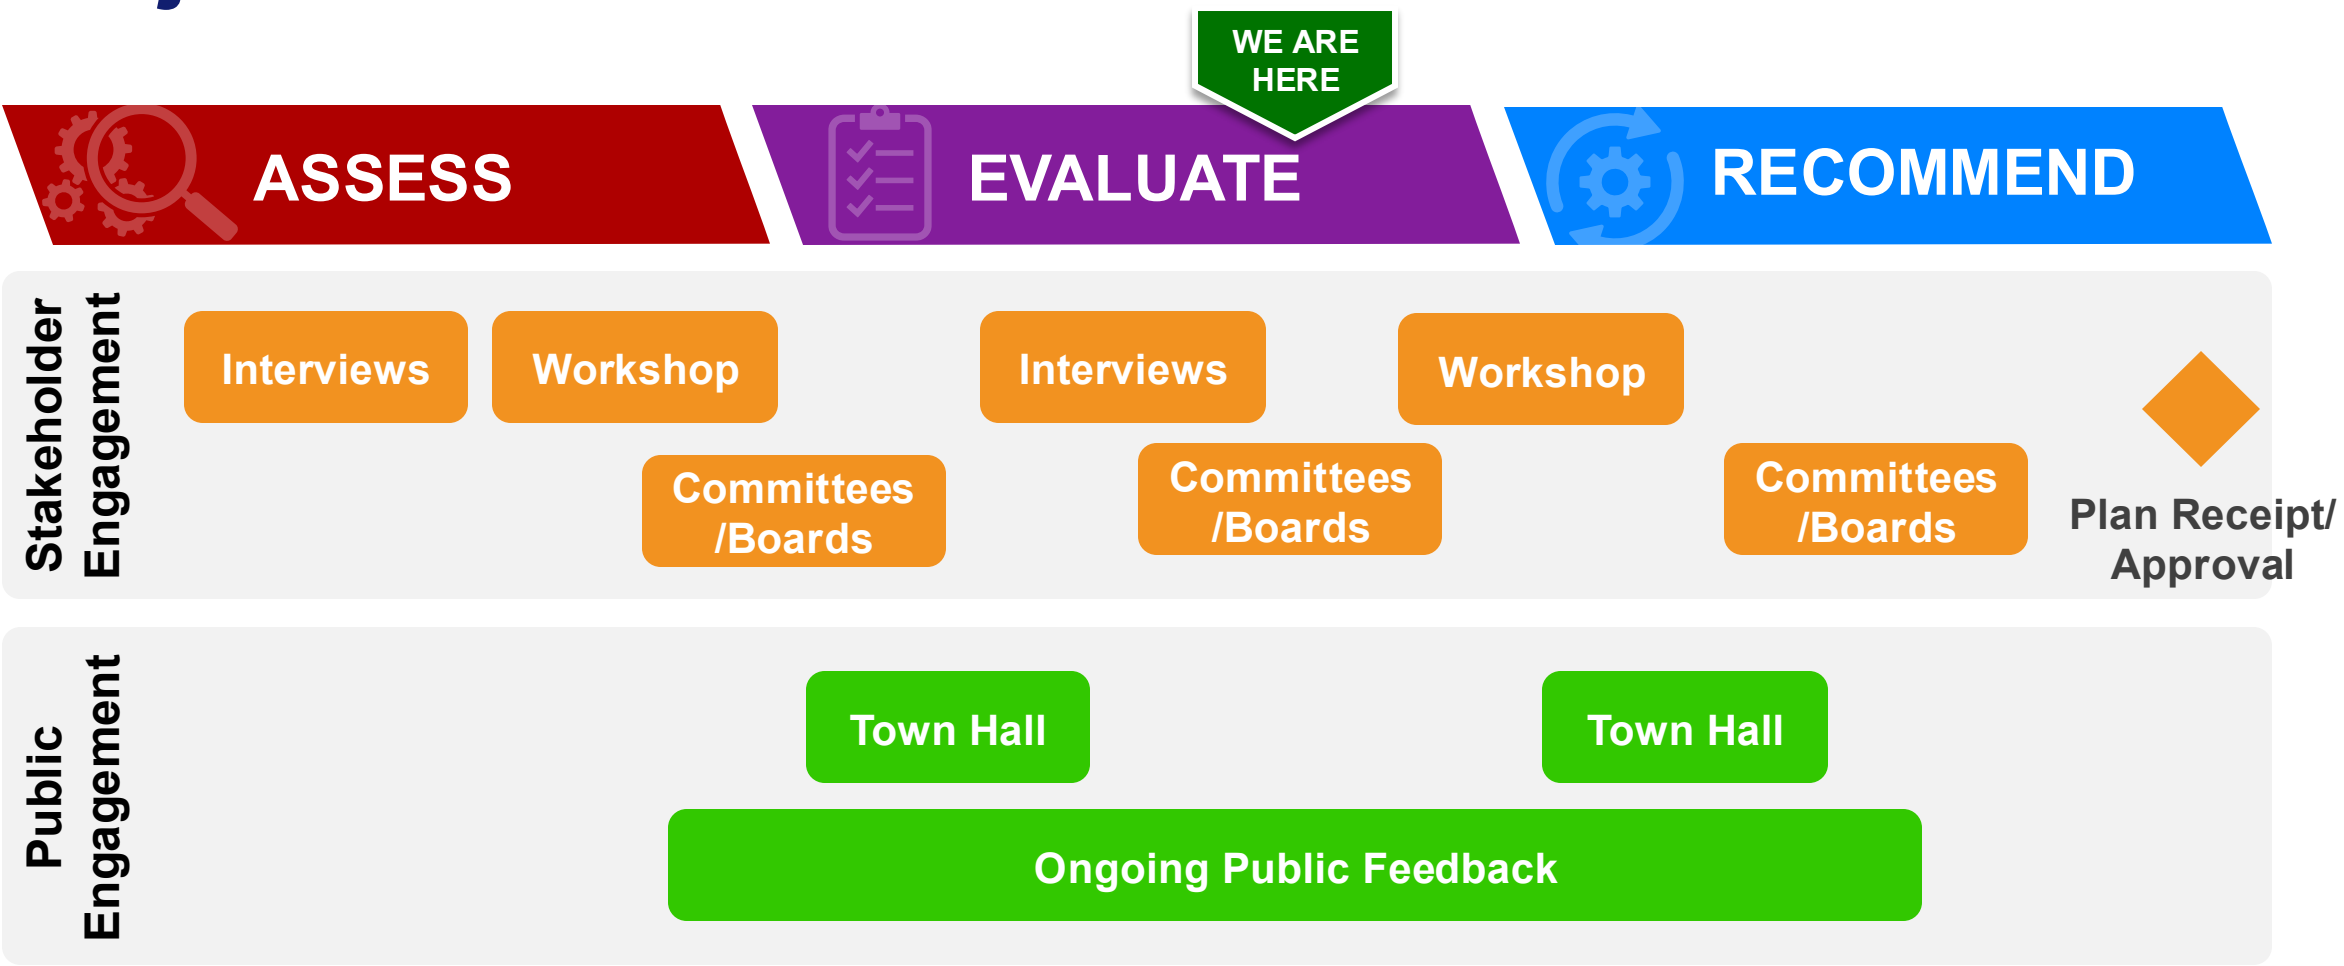 WE ARE
HERE
ASSESS
EVALUATE
RECOMMEND
Stakeholder
Engagement
Interviews
Workshop
Interviews
Workshop
Committees
/Boards
Committees
/Boards
Committees
/Boards
Plan Receipt/
Approval
Public
Engagement
Town Hall
Town Hall
Ongoing Public Feedback